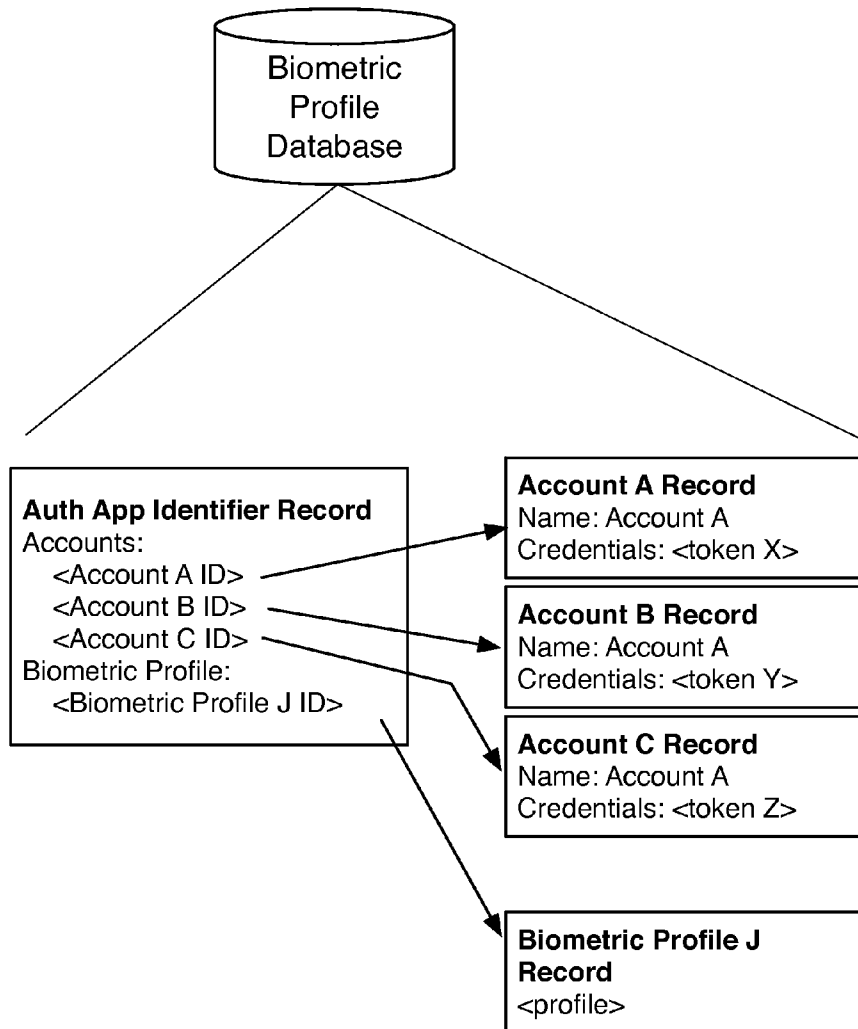 Biometric
Profile
Database
Auth App Identifier Record
Accounts:
<Account A ID>
<Account B ID>
<Account C ID>
Biometric Profile:
<Biometric Profile J ID>
Account A Record
Name: Account A
Credentials: <token X>
Account B Record
Name: Account A
Credentials: <token Y>
Account C Record
Name: Account A
Credentials: <token Z>
Biometric Profile J
Record
<profile>